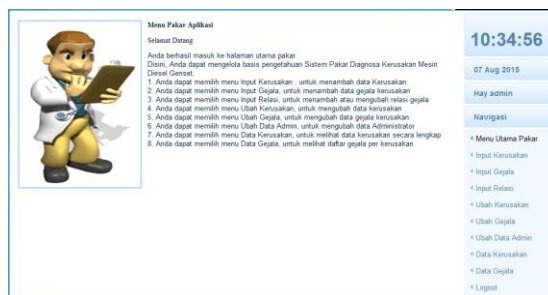 Menu Pakar Aplikasi
Selamat Datang
Anda berhasil masuk ke halaman utama pakar.
Disini, Anda dapat mengelola basis pengetahuan Sistem Pakar Diagnosa Kerusakan Mesin
Diesel Genset.
1. Anda dapat memilih menu Input Kerusakan , untuk menambah data Kerusakan
2. Anda dapat memilih menu Input Gejala, untuk menambah data gejala kerusakan
3. Anda dapat memilih menu Input Relasi, untuk menambah atau mengubah relasi gejala
4. Anda dapat memilih menu Ubah Kerusakan, untuk mengubah data kerusakan
5. Anda dapat memilih menu Ubah Gejala, untuk mengubah data gejala kerusakan
6. Anda dapat memilih menu Ubah Data Admin, untuk mengubah data Administrator
7. Anda dapat memilih menu Data Kerusakan, untuk melihat data kerusakan secara lengkap
8. Anda dapat memilih menu Data Gejala, untuk melihat daftar gejala per kerusakan
10:34:56
07 Aug 2015
Hay admin
Navigasi
Menu Utama Pakar
Input Kerusakan
Input Gejala
Input Relasi
Ubah Kerusakan
Ubah Gejala
Ubah Data Admin
Data Kerusakan
Data Gejala
Logout